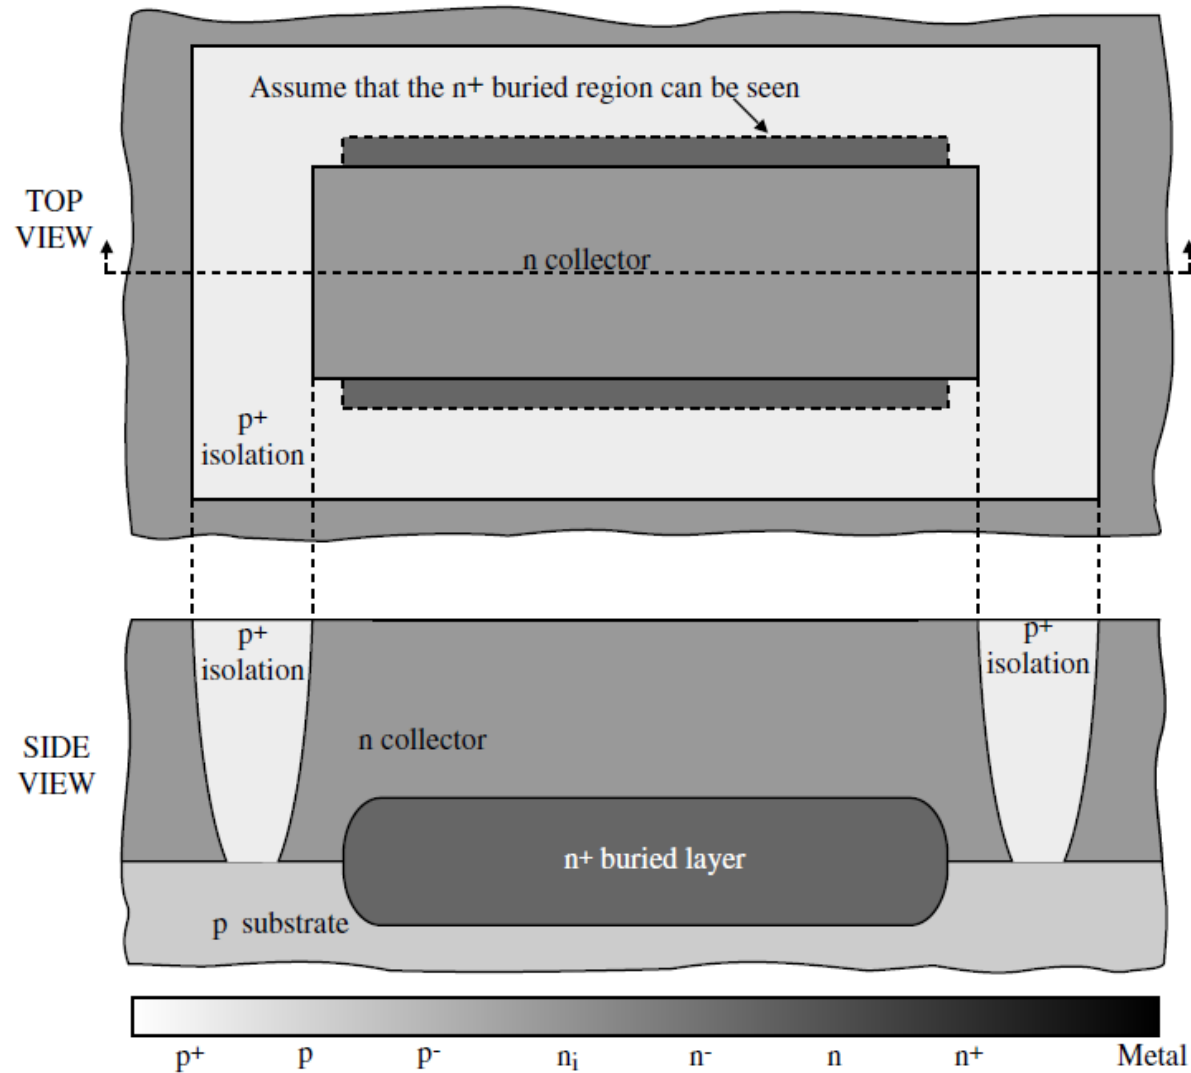 Assume that the n+ buried region can be seen
TOP
VIEW
n collector
p+
isolation
p+
isolation
p+
isolation
n collector
SIDE
VIEW
n+ buried layer
p substrate
p+ p p- ni n- n n+ Metal